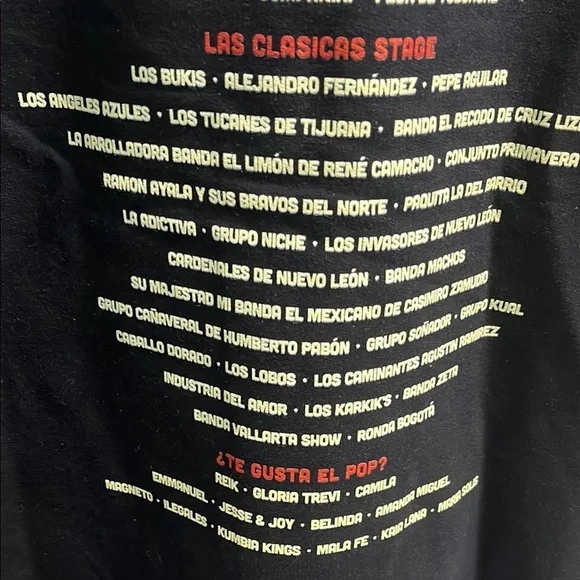 LAS CLASICAS STAGE
LOS BUKIS • ALEJANDRO FERNÁNDEZ • PEPE AGUILAR
LOS ANGELES AZULES • LOS TUCANES DE TIJUANA • BANDA EL RECODO DE CRUZ LIZ
LA ARROLLADORA BANDA EL LIMÓN DE RENÉ CAMACHO • CONJUNTO PRIMAVERA
RAMON AYALA Y SUS BRAVOS DEL NORTE • PAQUITA LA DEL BARRIO
LA ADICTIVA • GRUPO NICHE • LOS INVASORES DE NUEVO LEÓN
CARDENALES DE NUEVO LEÓN • BANDA MACHOS
SU MAJESTAD MI BANDA EL MEXICANO DE CASIMIRO ZAMUDIO
GRUPO CAÑAVERAL DE HUMBERTO PABÓN • GRUPO SOÑADOR • GRUPO KUAL
CABALLO DORADO • LOS LOBOS • LOS CAMINANTES AGUSTIN RAMIREZ
INDUSTRIA DEL AMOR • LOS KARKIK'S • BANDA ZETA
BANDA VALLARTA SHOW • RONDA BOGOTÁ
¿TE GUSTA EL POP?
REIK • GLORIA TREVI • CAMILA
EMMANUEL • JESSE & JOY • BELINDA • AMANDA MIGUEL
MAGNETO • ILEGALES • KUMBIA KINGS • MALA FE • KAIA LANA • MARIA SOLIS